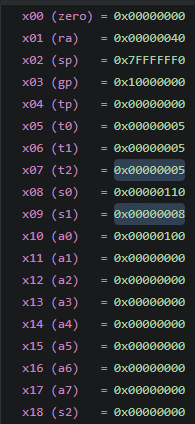 x00 (zero) = 0x00000000
x01 (ra) = 0x00000040
x02 (sp) = 0x7FFFFFF0
x03 (gp) = 0x10000000
x04 (tp) = 0x00000000
x05 (t0) = 0x00000005
x06 (t1) = 0x00000005
x07 (t2) = 0x00000005
x08 (s0) = 0x00000110
x09 (s1) = 0x00000008
x10 (a0) = 0x00000100
x11 (a1) = 0x00000000
x12 (a2) = 0x00000000
x13 (a3) = 0x00000000
x14 (a4) = 0x00000000
x15 (a5) = 0x00000000
x16 (a6) = 0x00000000
x17 (a7) = 0x00000000
x18 (s2) = 0x00000000